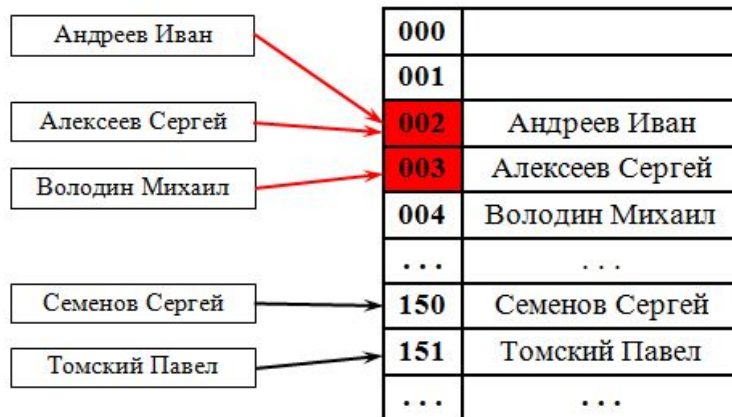 Андреев Иван
Алексеев Сергей
Володин Михаил
Семенов Сергей
Томский Павел
000
001
002 Андреев Иван
003 Алексеев Сергей
004 Володин Михаил
... ...
150 Семенов Сергей
151 Томский Павел
... ...